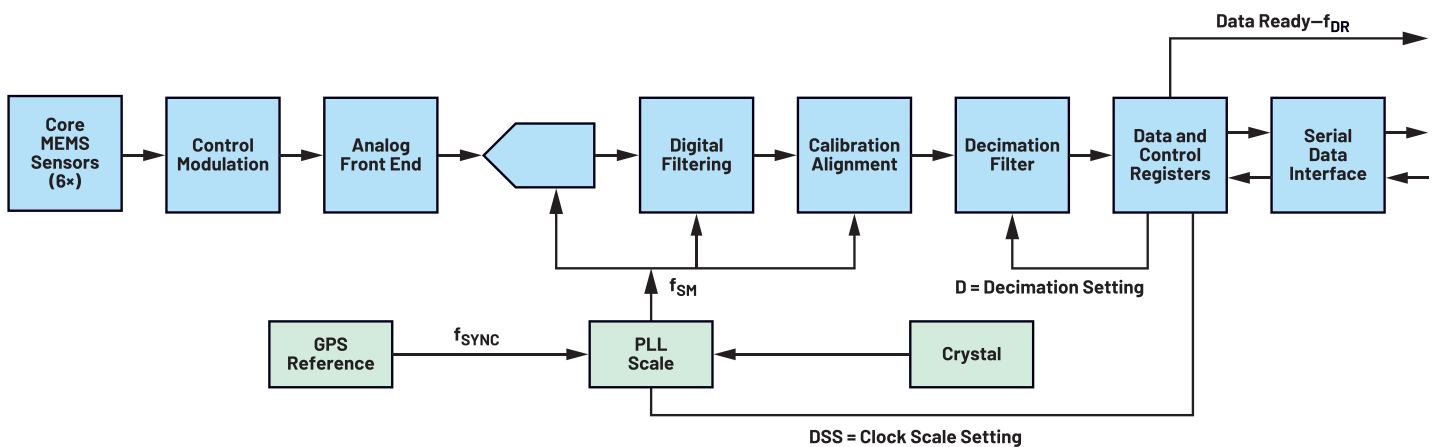 Data Ready–fDR
Core
MEMS
Sensors
(6×)
Control
Modulation
Analog
Front End
Digital
Filtering
Calibration
Alignment
Decimation
Filter
Data and
Control
Registers
Serial
Data
Interface
fSM
D = Decimation Setting
GPS
Reference
fSYNC
PLL
Scale
Crystal
DSS = Clock Scale Setting